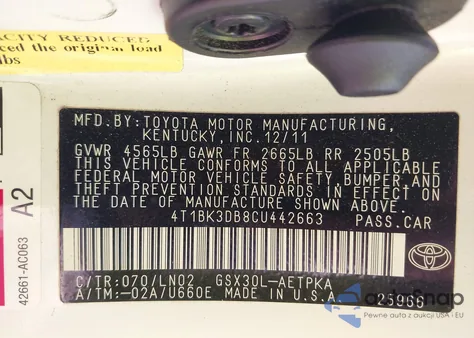 ACITY REDUCED
ced the original load
lbs
MFD. BY: TOYOTA MOTOR MANUFACTURING,
KENTUCKY, INC. 12/11
GVWR 4565LB GAWR FR 2665LB RR 2505LB
THIS VEHICLE CONFORMS TO ALL APPLICABLE
FEDERAL MOTOR VEHICLE SAFETY BUMPER, AND
THEFT PREVENTION STANDARDS IN EFFECT ON
THE DATE OF MANUFACTURE SHOWN ABOVE.
4T1BK3DB8CU442663 PASS.CAR
C/TR: 070/LN02 GSX30L-AETPKA
A/TM: -02A/U660E MADE IN U.S.A. 25966
TOYOTA
A2
42661-AC063
autoSnap
Pewne auta z aukcji USA i EU